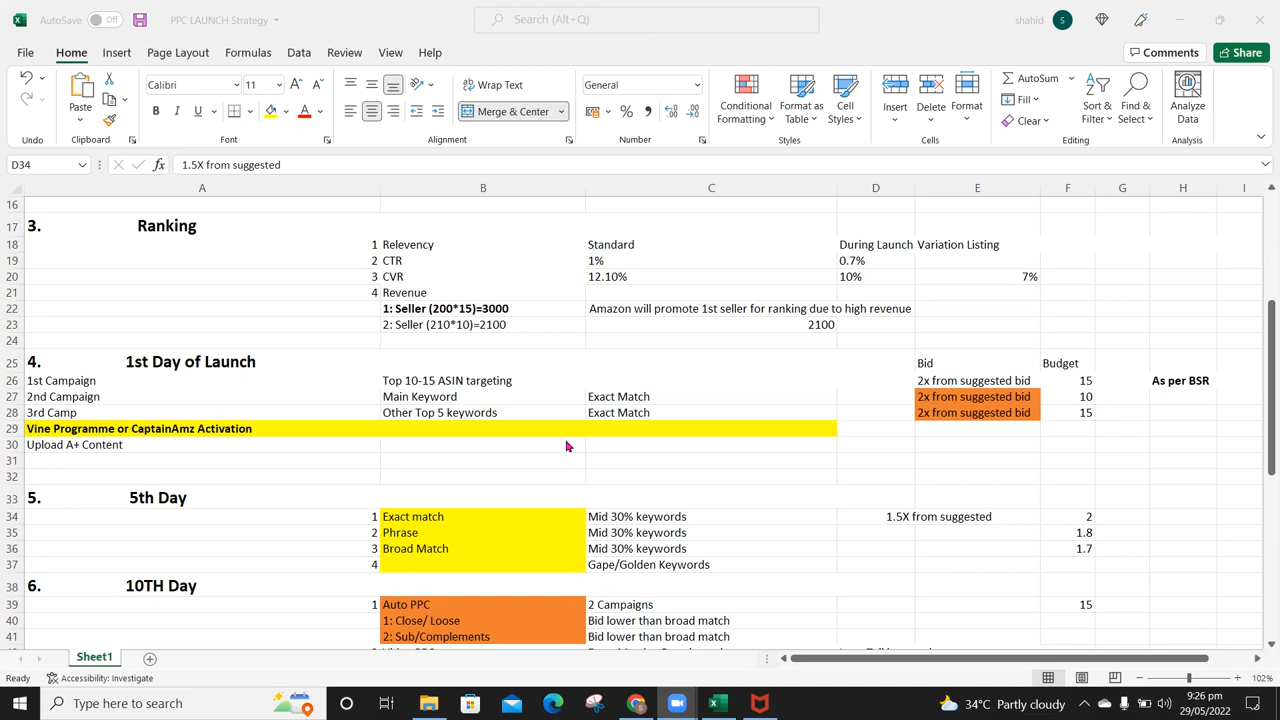 AutoSave Off PPC LAUNCH Strategy Search (Alt+Q) shahid S
File Home Insert Page Layout Formulas Data Review View Help Comments Share
Paste Calibri 11 Wrap Text General Conditional Formatting Format as Table Cell Styles Insert Delete Format AutoSum Fill Clear Sort & Filter Find & Select Analyze Data
B I U A Merge & Center % ,
Undo Clipboard Font Alignment Number Styles Cells Editing Analysis
D34 fx 1.5X from suggested
A B C D E F G H I
16
17 3. Ranking
18 1 Relevency Standard During Launch Variation Listing
19 2 CTR 1% 0.7%
20 3 CVR 12.10% 10% 7%
21 4 Revenue
22 1: Seller (200*15)=3000 Amazon will promote 1st seller for ranking due to high revenue
23 2: Seller (210*10)=2100 2100
24
25 4. 1st Day of Launch Bid Budget
26 1st Campaign Top 10-15 ASIN targeting 2x from suggested bid 15 As per BSR
27 2nd Campaign Main Keyword Exact Match 2x from suggested bid 10
28 3rd Camp Other Top 5 keywords Exact Match 2x from suggested bid 15
29 Vine Programme or CaptainAmz Activation
30 Upload A+ Content
31
32
33 5. 5th Day
34 1 Exact match Mid 30% keywords 1.5X from suggested 2
35 2 Phrase Mid 30% keywords 1.8
36 3 Broad Match Mid 30% keywords 1.7
37 4 Gape/Golden Keywords
38 6. 10TH Day
39 1 Auto PPC 2 Campaigns 15
40 1: Close/ Loose Bid lower than broad match
41 2: Sub/Complements Bid lower than broad match
Sheet1
Ready Accessibility: Investigate 102%
Type here to search 34°C Partly cloudy 9:26 pm
29/05/2022